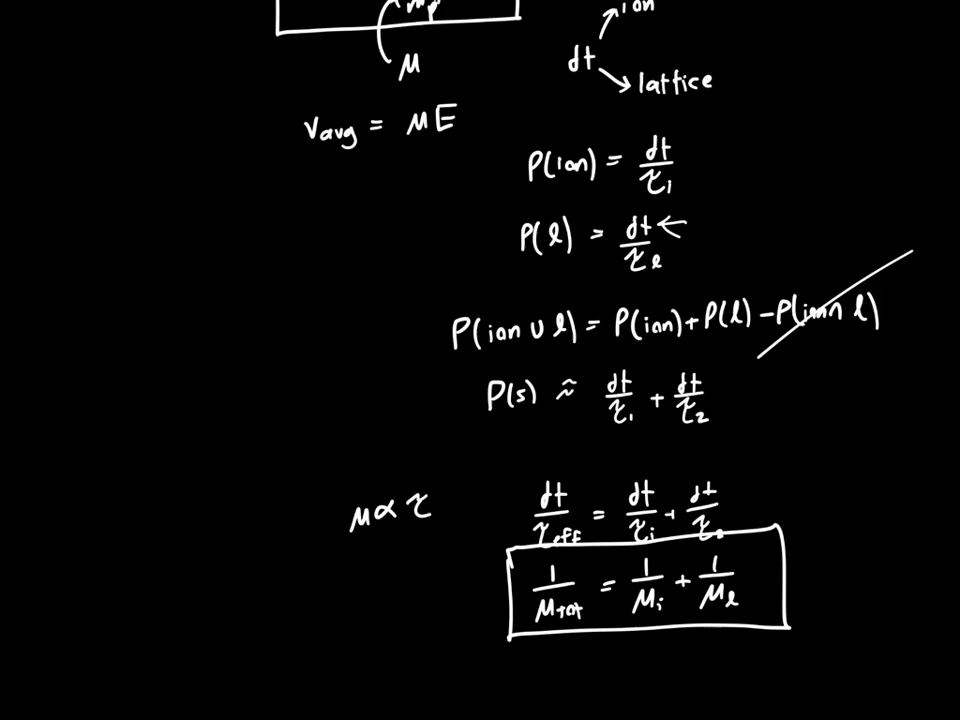 mp
ion
μ
dt
lattice
Vavg = μE
P(ion) = dt/τ₁
P(l) = dt/τl ←
P(ion ∪ l) = P(ion) + P(l) − P(ion ∩ l)
P(s) ≈ dt/τ₁ + dt/τ₂
μ ∝ τ
dt/τeff = dt/τi + dt/τ
1/μtot = 1/μi + 1/μl